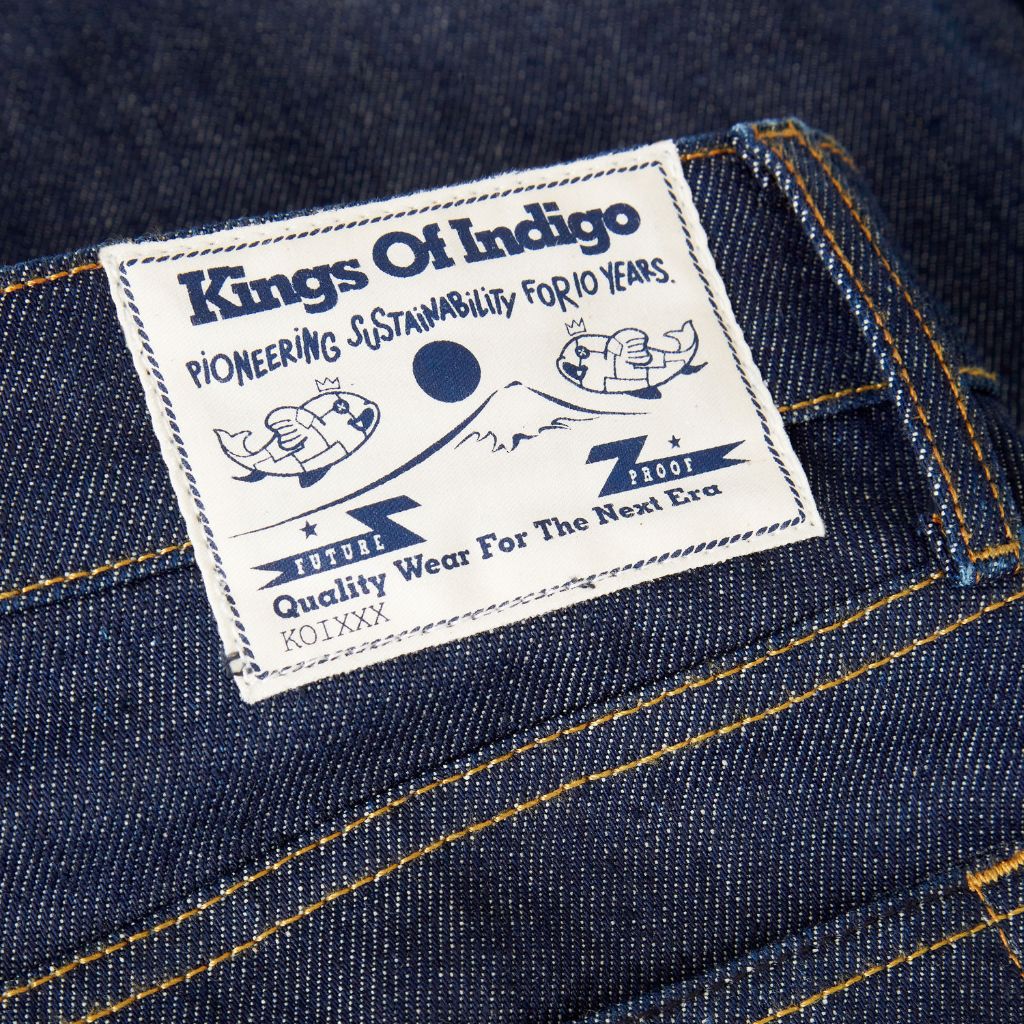 Kings Of Indigo
PIONEERING SUSTAINABILITY FOR 10 YEARS.
FUTURE PROOF
Quality Wear For The Next Era
KOIXXX